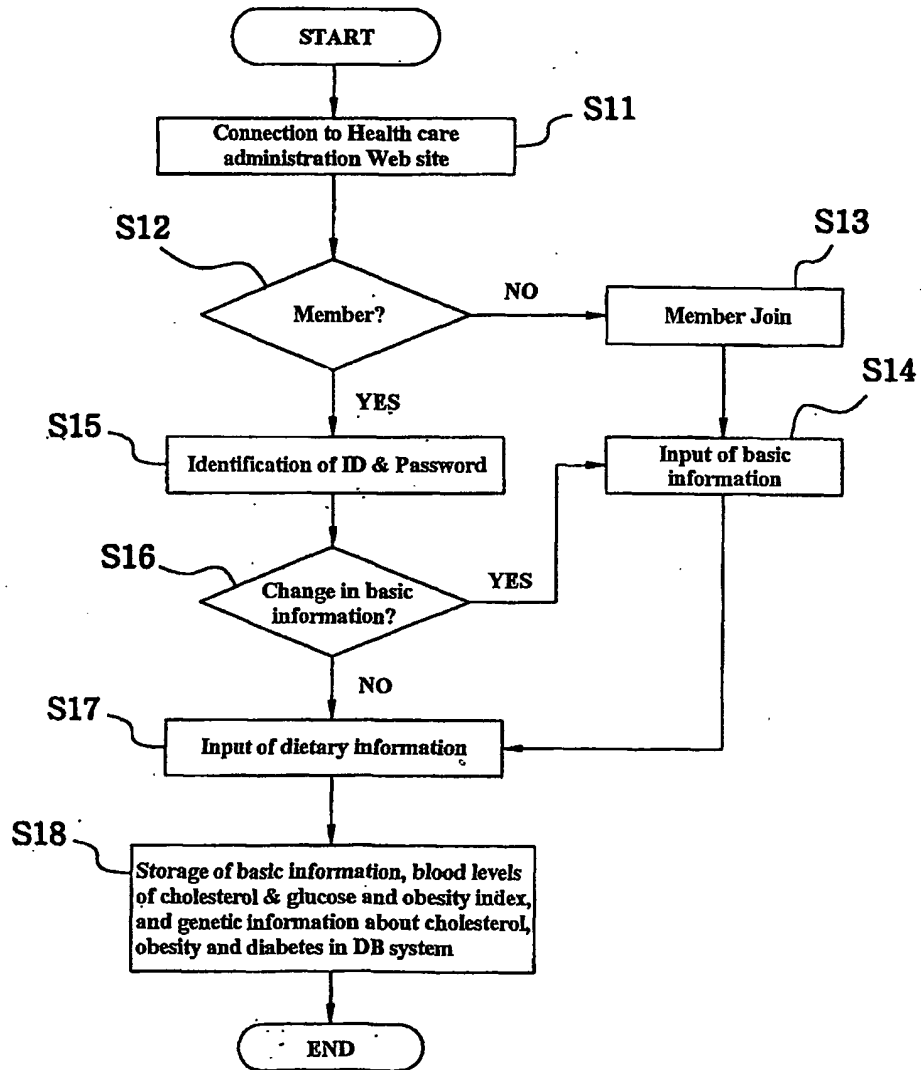 START
S11
Connection to Health care
administration Web site
S12
S13
Member?
NO
Member Join
YES
S14
S15
Identification of ID & Password
Input of basic
information
S16
Change in basic
information?
YES
NO
S17
Input of dietary information
S18
Storage of basic information, blood levels
of cholesterol & glucose and obesity index,
and genetic information about cholesterol,
obesity and diabetes in DB system
END